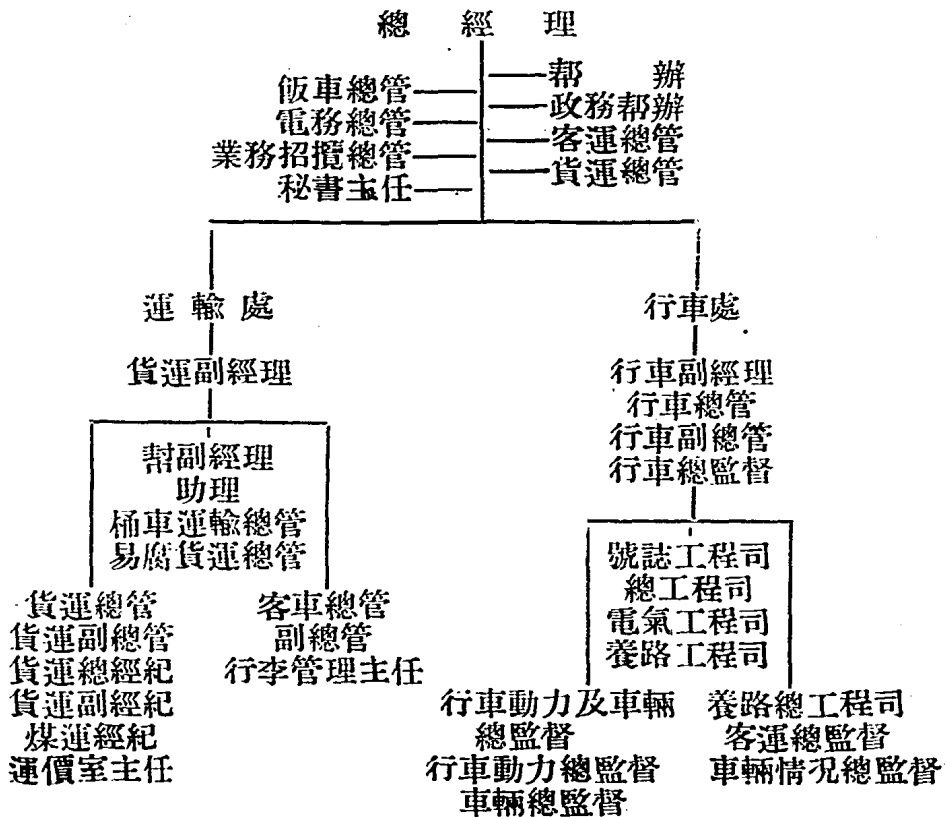 總經理
飯車總管
電務總管
業務招攬總管
秘書主任
帮辦
政務帮辦
客運總管
貨運總管
運輸處
貨運副經理
幇副經理
助理
桶車運輸總管
易腐貨運總管
貨運總管
貨運副總管
貨運總經紀
貨運副經紀
煤運經紀
運價室主任
客車總管
副總管
行李管理主任
行車處
行車副經理
行車總管
行車副總管
行車總監督
號誌工程司
總工程司
電氣工程司
養路工程司
行車動力及車輛
總監督
行車動力總監督
車輛總監督
養路總工程司
客運總監督
車輛情况總監督